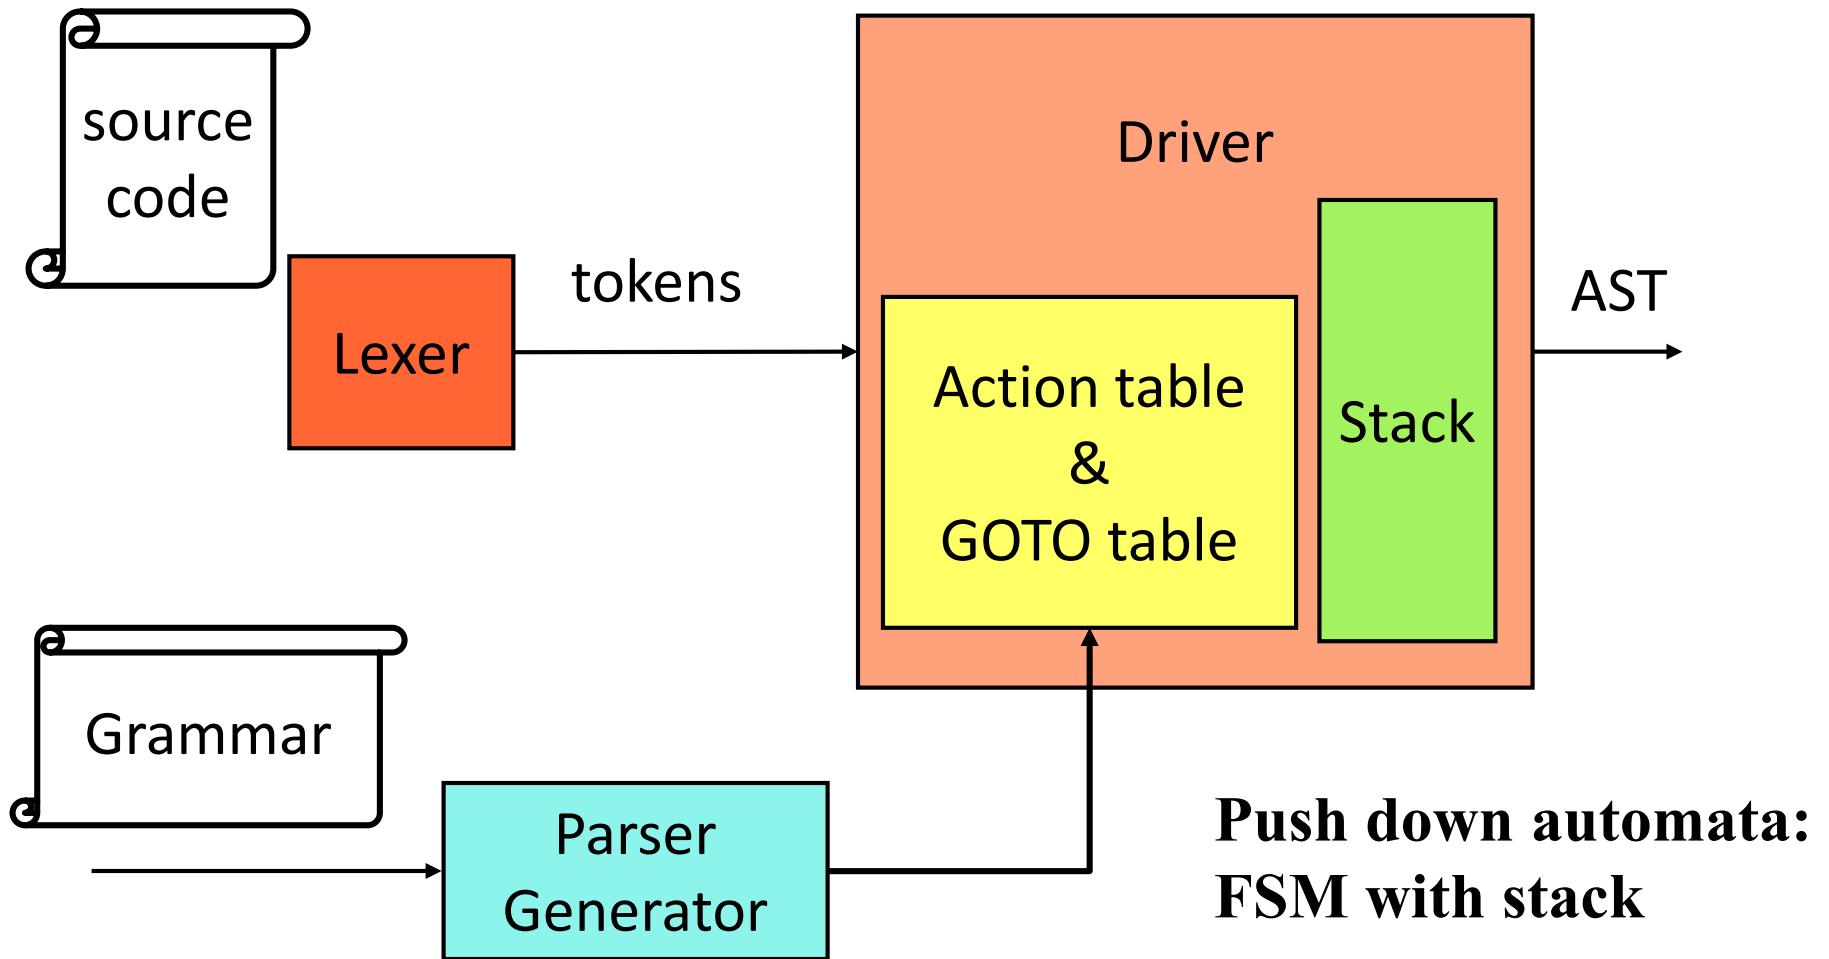 source
code
Lexer
tokens
Driver
Action table
&
GOTO table
Stack
AST
Grammar
Parser
Generator
Push down automata:
FSM with stack